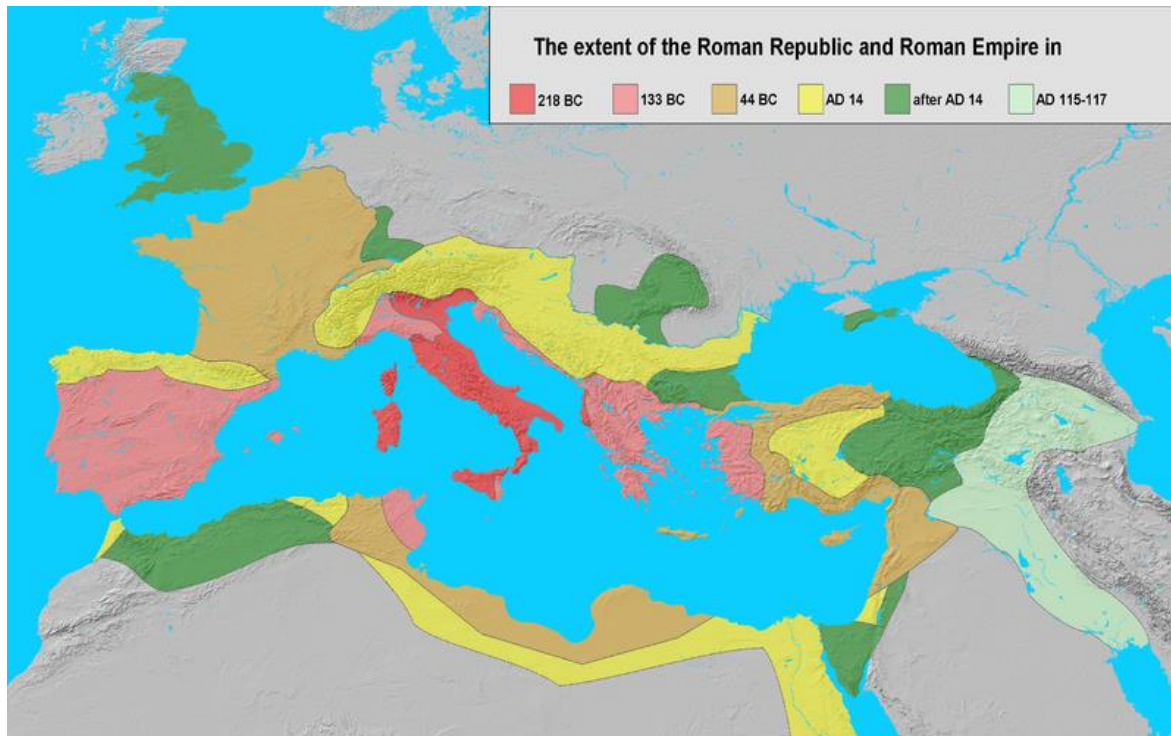 The extent of the Roman Republic and Roman Empire in
218 BC 133 BC 44 BC AD 14 after AD 14 AD 115-117